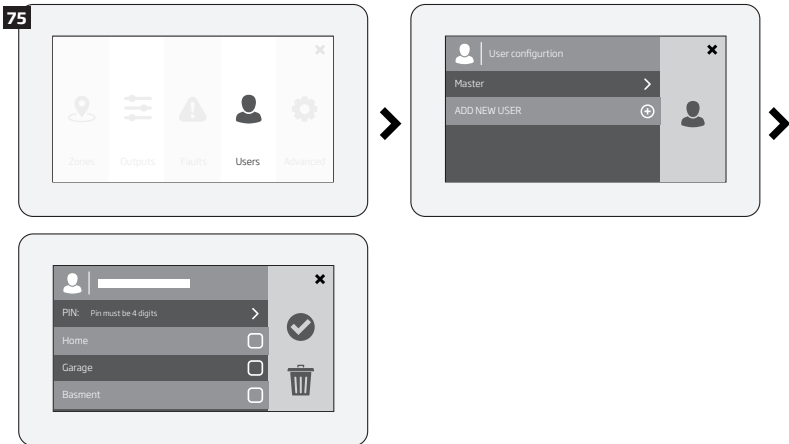 75
Zones Outputs Faults Users Advanced
User configurtion
Master
ADD NEW USER
PIN: Pin must be 4 digits
Home
Garage
Basment